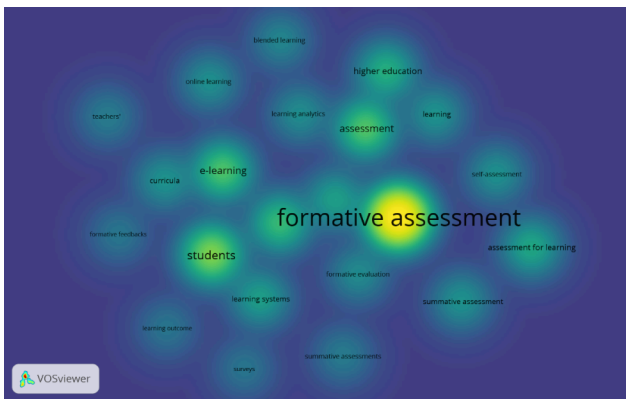 blended learning
higher education
online learning
teachers'
learning analytics
learning
assessment
e-learning
curricula
self-assessment
formative assessment
formative feedbacks
students
assessment for learning
formative evaluation
learning systems
summative assessment
learning outcome
summative assessments
surveys
VOSviewer